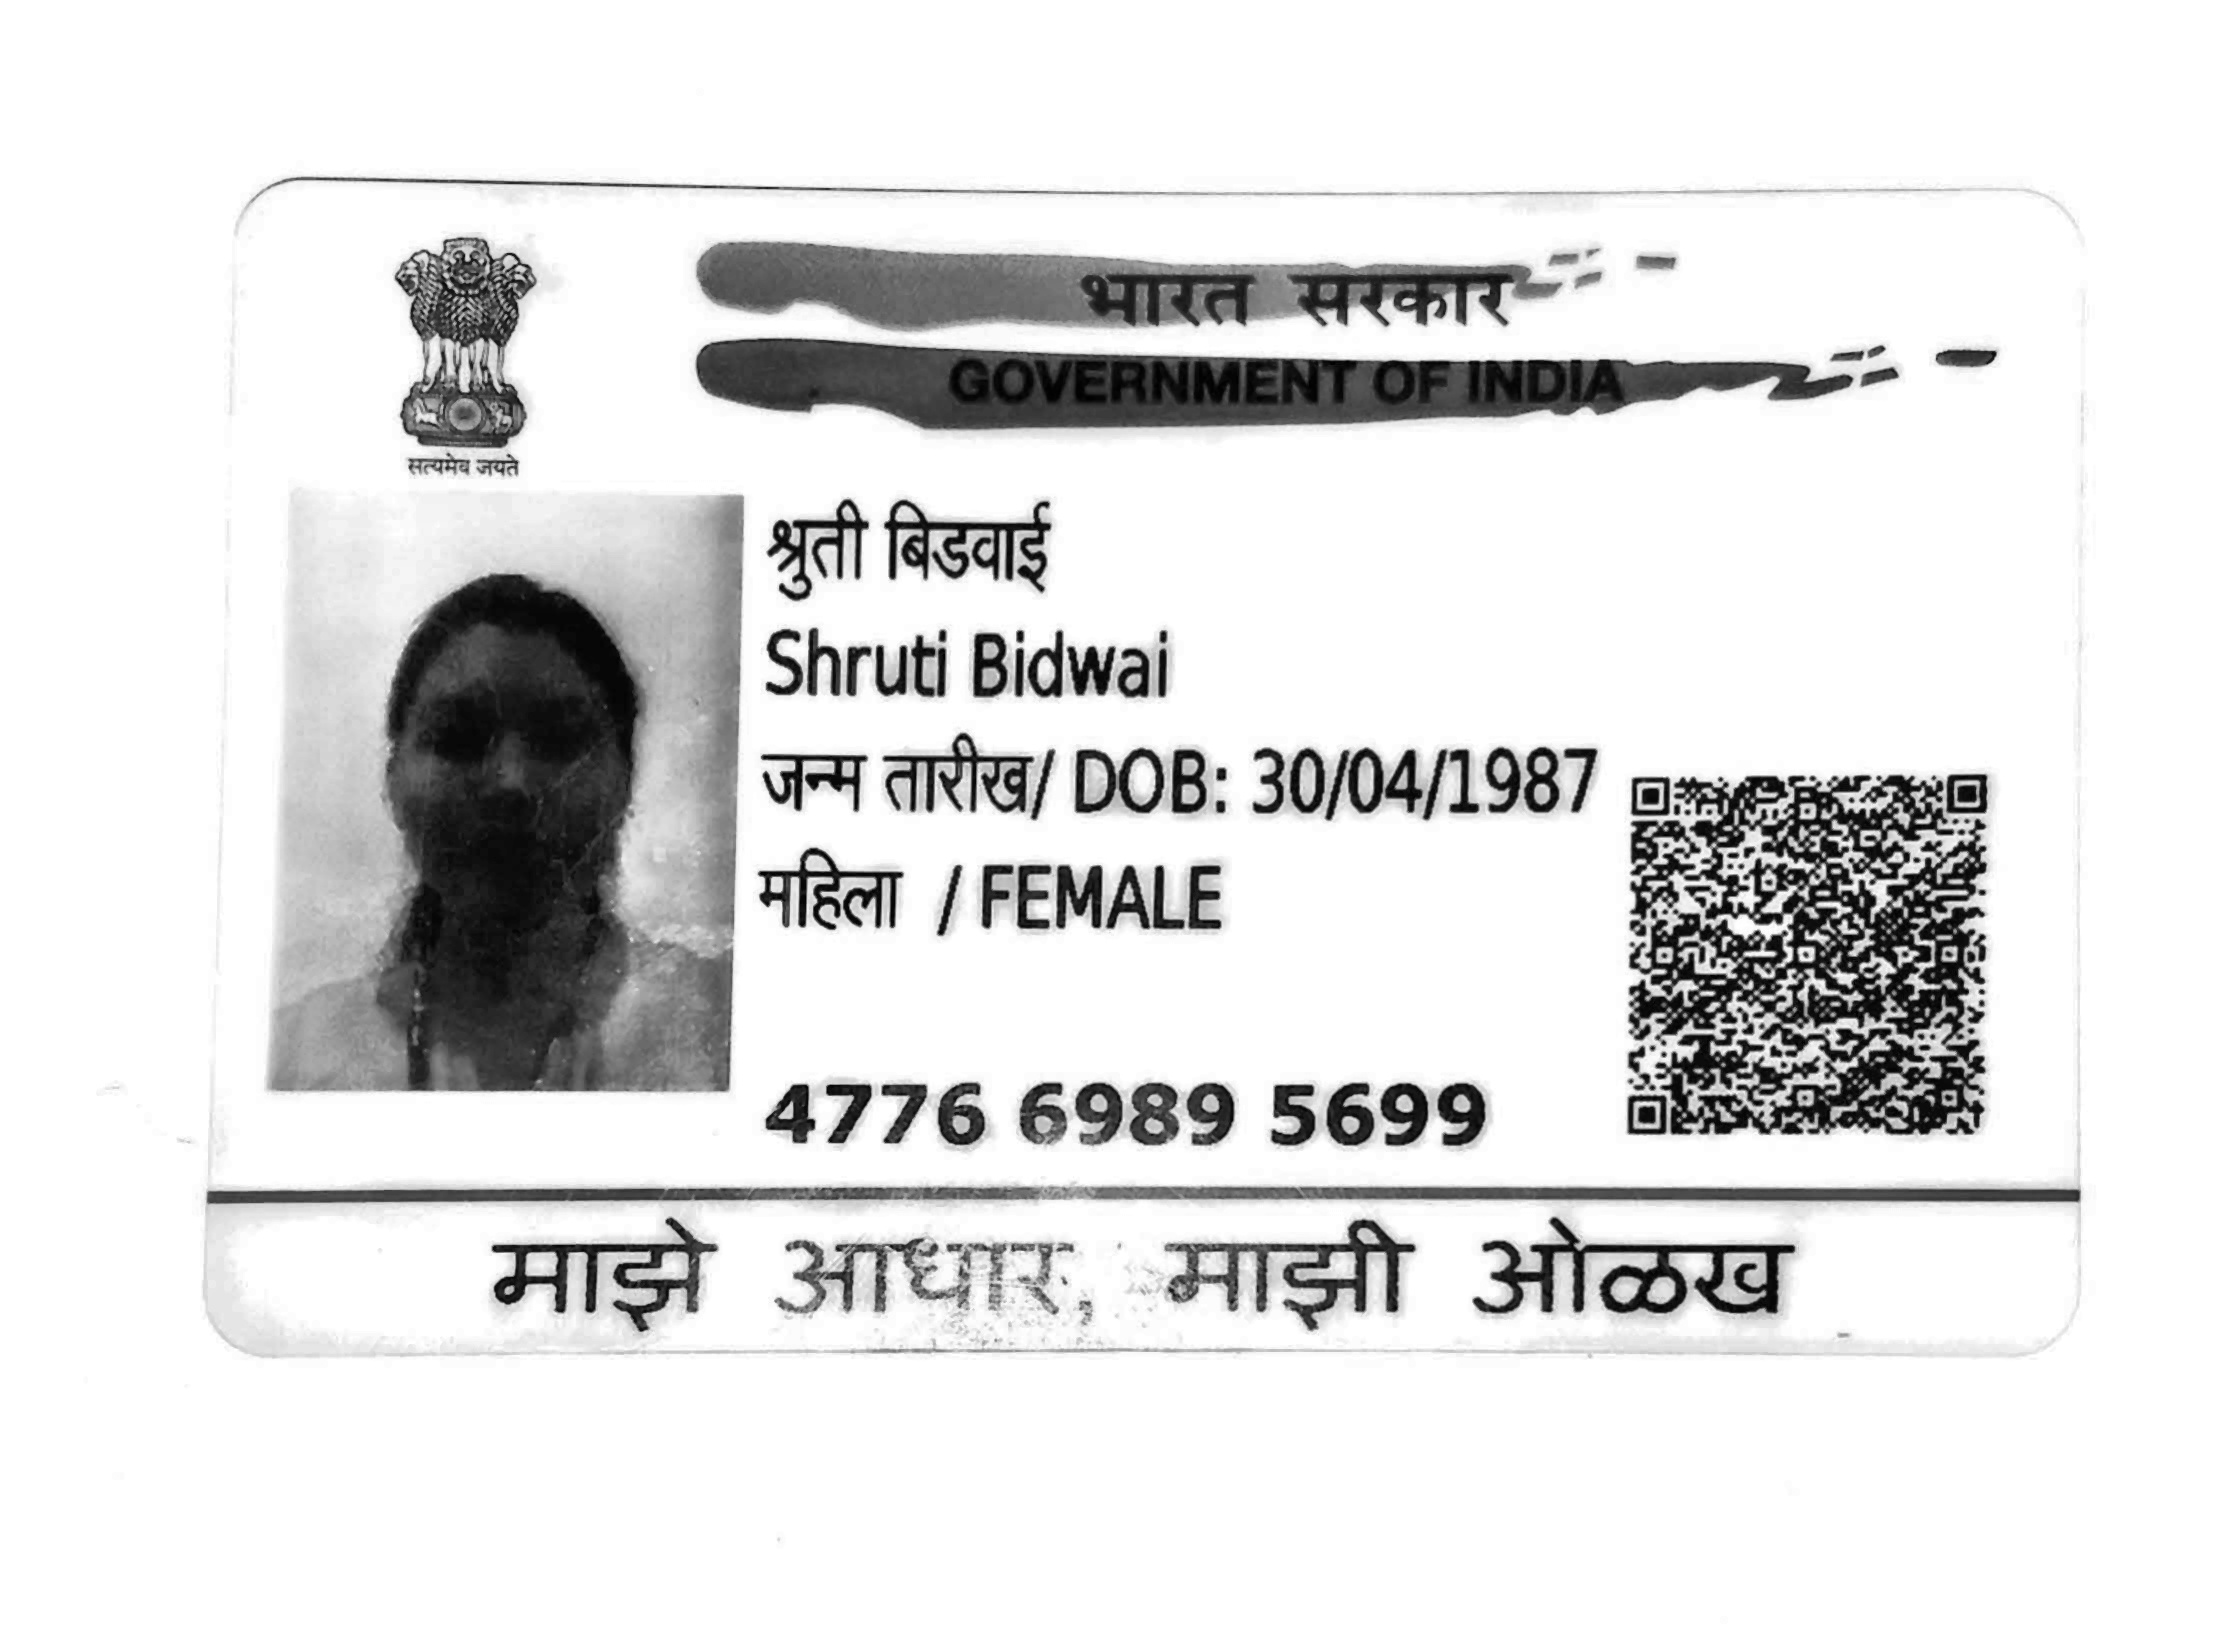 भारत सरकार
GOVERNMENT OF INDIA
सत्यमेव जयते
श्रुती बिडवाई
Shruti Bidwai
जन्म तारीख/ DOB: 30/04/1987
महिला / FEMALE
4776 6989 5699
माझे आधार, माझी ओळख